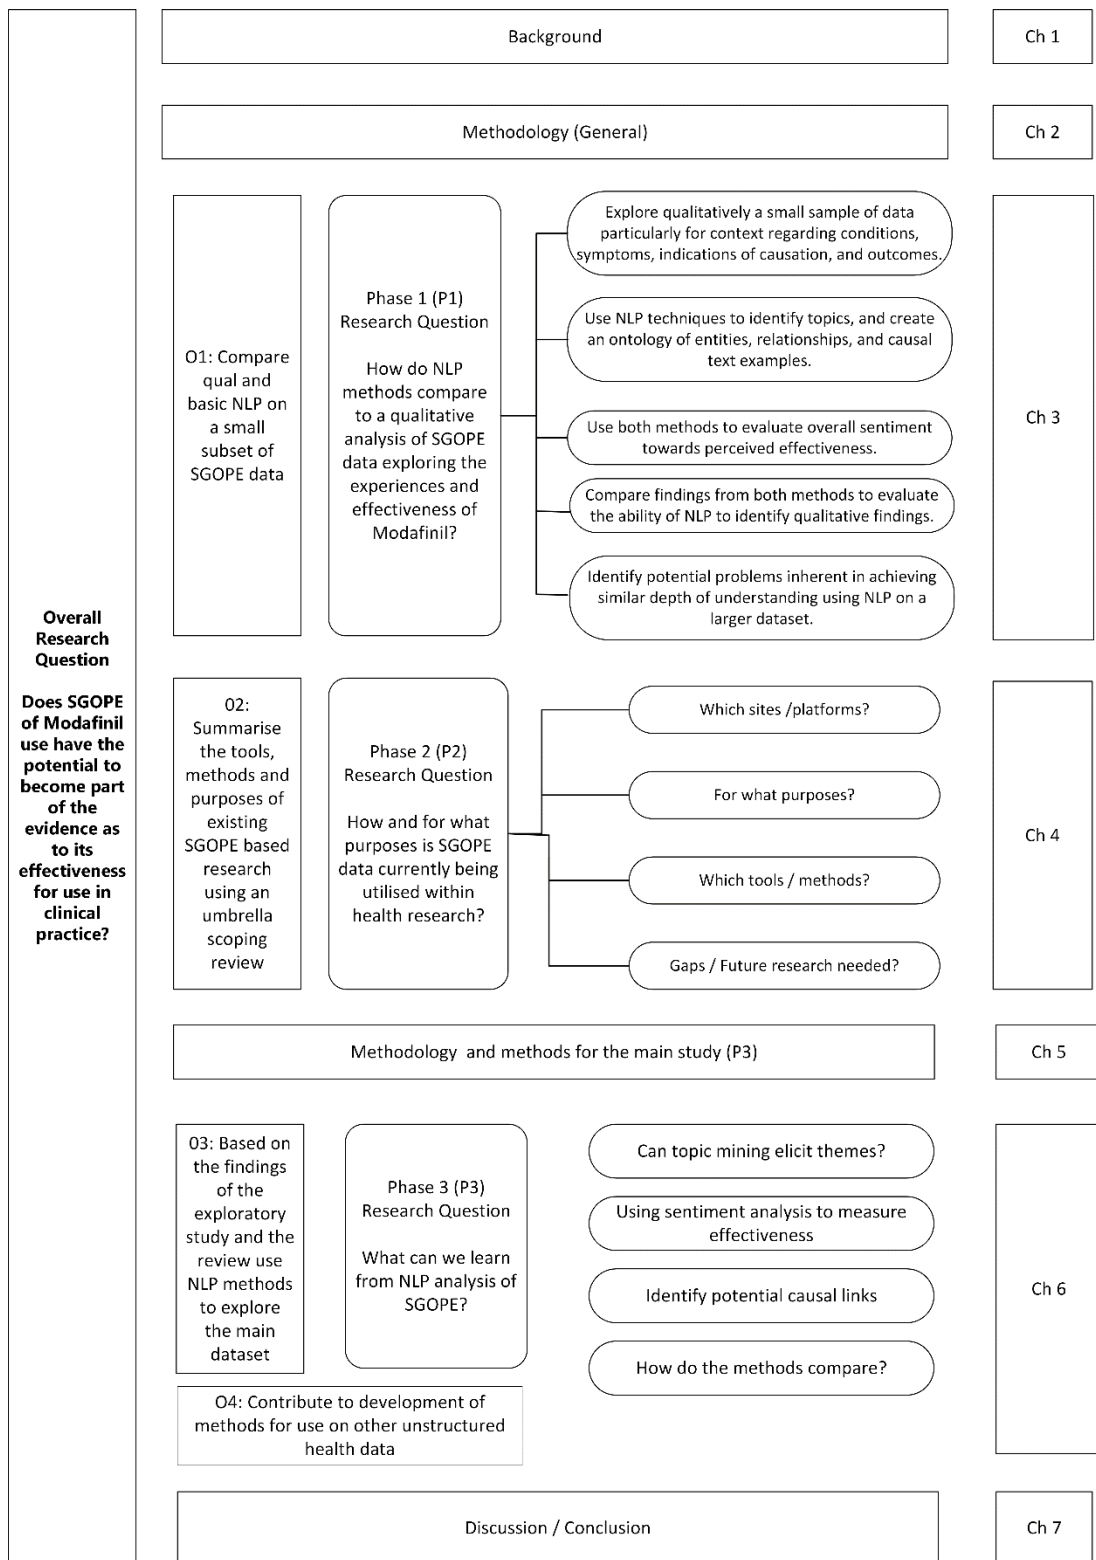 Overall
Research
Question
Does SGOPE
of Modafinil
use have the
potential to
become part
of the
evidence as
to its
effectiveness
for use in
clinical
practice?
Background
Ch 1
Methodology (General)
Ch 2
O1: Compare
qual and
basic NLP on
a small
subset of
SGOPE data
Phase 1 (P1)
Research Question
How do NLP
methods compare
to a qualitative
analysis of SGOPE
data exploring the
experiences and
effectiveness of
Modafinil?
Explore qualitatively a small sample of data
particularly for context regarding conditions,
symptoms, indications of causation, and outcomes.
Use NLP techniques to identify topics, and create
an ontology of entities, relationships, and causal
text examples.
Use both methods to evaluate overall sentiment
towards perceived effectiveness.
Compare findings from both methods to evaluate
the ability of NLP to identify qualitative findings.
Identify potential problems inherent in achieving
similar depth of understanding using NLP on a
larger dataset.
Ch 3
02:
Summarise
the tools,
methods and
purposes of
existing
SGOPE based
research
using an
umbrella
scoping
review
Phase 2 (P2)
Research Question
How and for what
purposes is SGOPE
data currently being
utilised within
health research?
Which sites /platforms?
For what purposes?
Which tools / methods?
Gaps / Future research needed?
Ch 4
Methodology  and methods for the main study (P3)
Ch 5
03: Based on
the findings
of the
exploratory
study and the
review use
NLP methods
to explore
the main
dataset
Phase 3 (P3)
Research Question
What can we learn
from NLP analysis of
SGOPE?
Can topic mining elicit themes?
Using sentiment analysis to measure
effectiveness
Identify potential causal links
How do the methods compare?
Ch 6
O4: Contribute to development of
methods for use on other unstructured
health data
Discussion / Conclusion
Ch 7